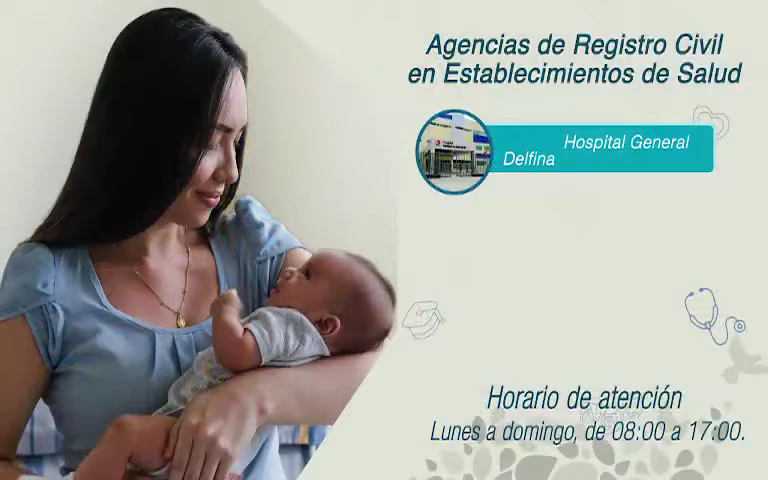 Agencias de Registro Civil
en Establecimientos de Salud
Hospital General
Delfina
Horario de atención
Lunes a domingo, de 08:00 a 17:00.